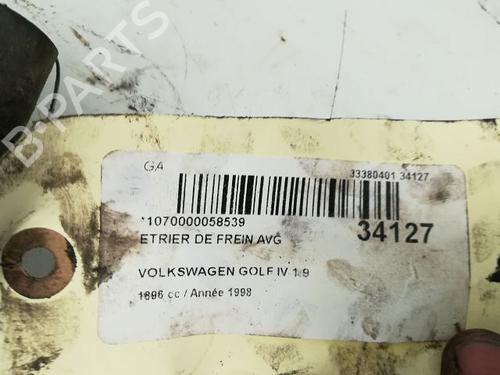 B-PARTS
GA
33380401 34127
*1070000058539
34127
ETRIER DE FREIN AVG
VOLKSWAGEN GOLF IV 1.9
1896 cc / Année 1998